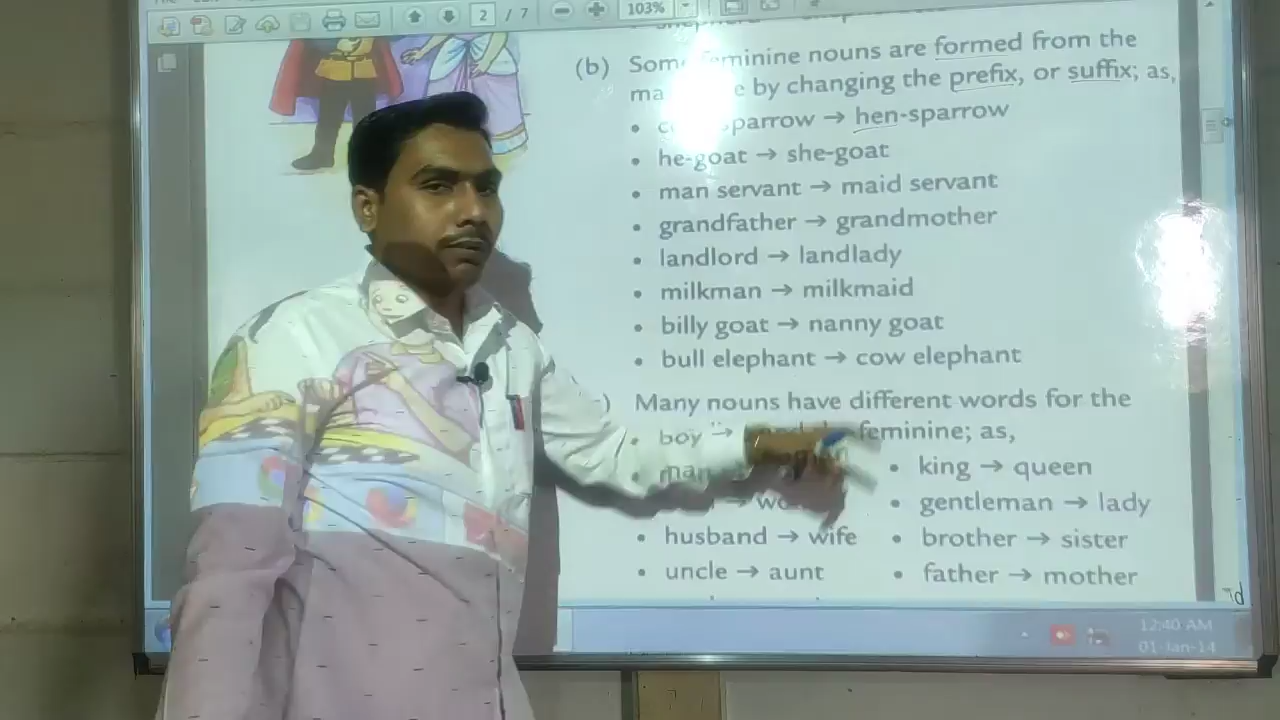 2 / 7
103%
(b) Some feminine nouns are formed from the
by changing the prefix, or suffix; as,
sparrow → hen-sparrow
• he-goat → she-goat
• man servant → maid servant
• grandfather → grandmother
• landlord → landlady
• milkman → milkmaid
• billy goat → nanny goat
• bull elephant → cow elephant
Many nouns have different words for the
feminine; as,
• boy →
• man
• king → queen
• gentleman → lady
• husband → wife
• brother → sister
• uncle → aunt
• father → mother
12:40 AM
01-Jan-14